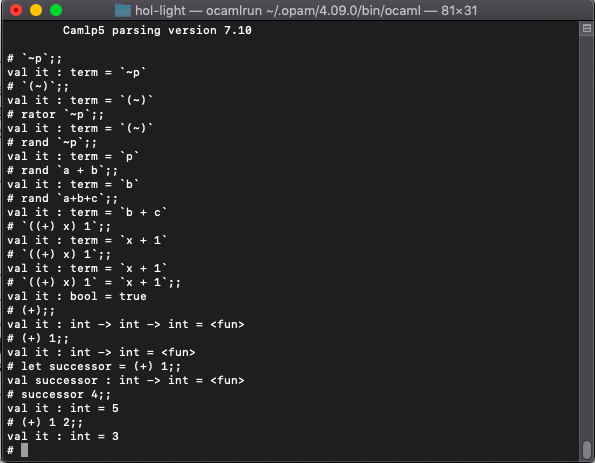 hol-light — ocamlrun ~/.opam/4.09.0/bin/ocaml — 81×31
        Camlp5 parsing version 7.10

# `~p`;;
val it : term = `~p`
# `(~)`;;
val it : term = `(~)`
# rator `~p`;;
val it : term = `(~)`
# rand `~p`;;
val it : term = `p`
# rand `a + b`;;
val it : term = `b`
# rand `a+b+c`;;
val it : term = `b + c`
# `((+) x) 1`;;
val it : term = `x + 1`
# `((+) x) 1`;;
val it : term = `x + 1`
# `((+) x) 1` = `x + 1`;;
val it : bool = true
# (+);;
val it : int -> int -> int = <fun>
# (+) 1;;
val it : int -> int = <fun>
# let successor = (+) 1;;
val successor : int -> int = <fun>
# successor 4;;
val it : int = 5
# (+) 1 2;;
val it : int = 3
#